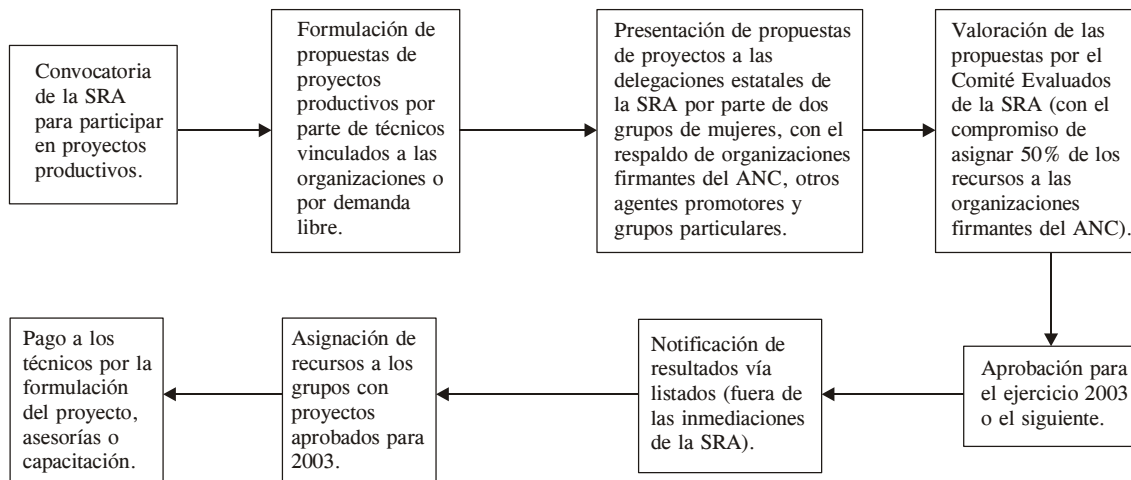 Convocatoria
de la SRA
para participar
en proyectos
productivos.
Formulación de
propuestas de
proyectos
productivos por
parte de técnicos
vinculados a las
organizaciones o
por demanda
libre.
Presentación de propuestas
de proyectos a las
delegaciones estatales de
la SRA por parte de dos
grupos de mujeres, con el
respaldo de organizaciones
firmantes del ANC, otros
agentes promotores y
grupos particulares.
Valoración de las
propuestas por el
Comité Evaluados
de la SRA (con el
compromiso de
asignar 50% de los
recursos a las
organizaciones
firmantes del ANC).
Aprobación para
el ejercicio 2003
o el siguiente.
Notificación de
resultados vía
listados (fuera de
las inmediaciones
de la SRA).
Asignación de
recursos a los
grupos con
proyectos
aprobados para
2003.
Pago a los
técnicos por la
formulación
del proyecto,
asesorías o
capacitación.